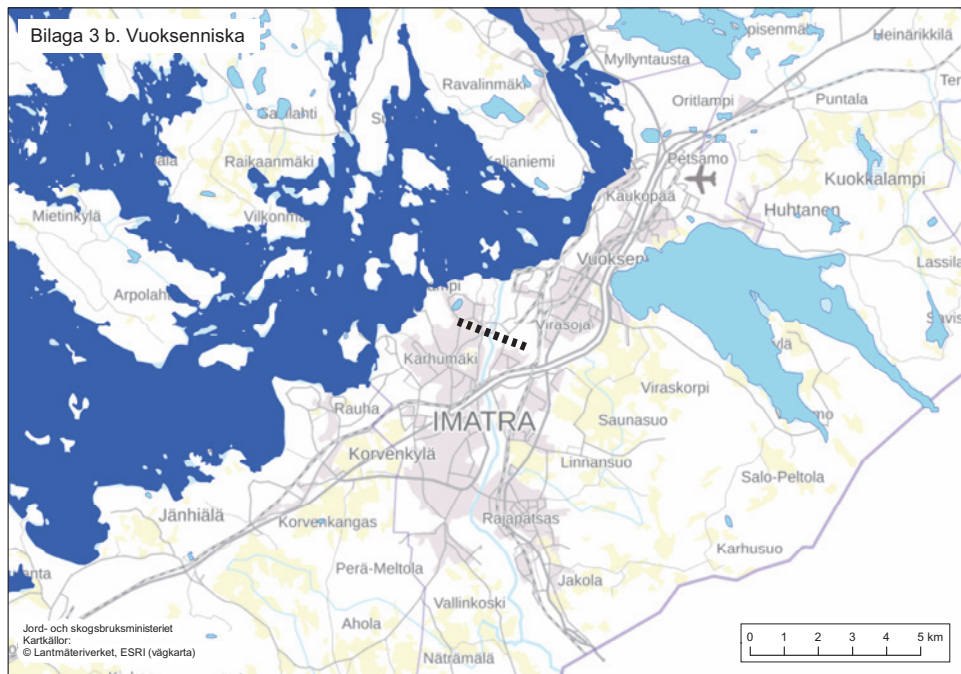 Bilaga 3 b. Vuoksenniska
Heinärikkilä
Myllyntausta
Ravalinmäki
Oritlampi
Puntala
Petsamo
Raikaanmäki
Kuokkalampi
Kaukopää
Mietinkylä
Huhtanen
Arpolahti
Virasoja
Karhumäki
Viraskorpi
Rauha
IMATRA
Saunasuo
Korvenkylä
Linnansuo
Salo-Peltola
Jänhiälä
Korvenkangas
Rajapatsas
Karhusuo
Perä-Meltola
Jakola
Vallinkoski
Ahola
Näträmälä
Jord- och skogsbruksministeriet
Kartkällor:
© Lantmäteriverket, ESRI (vägkarta)
0 1 2 3 4 5 km